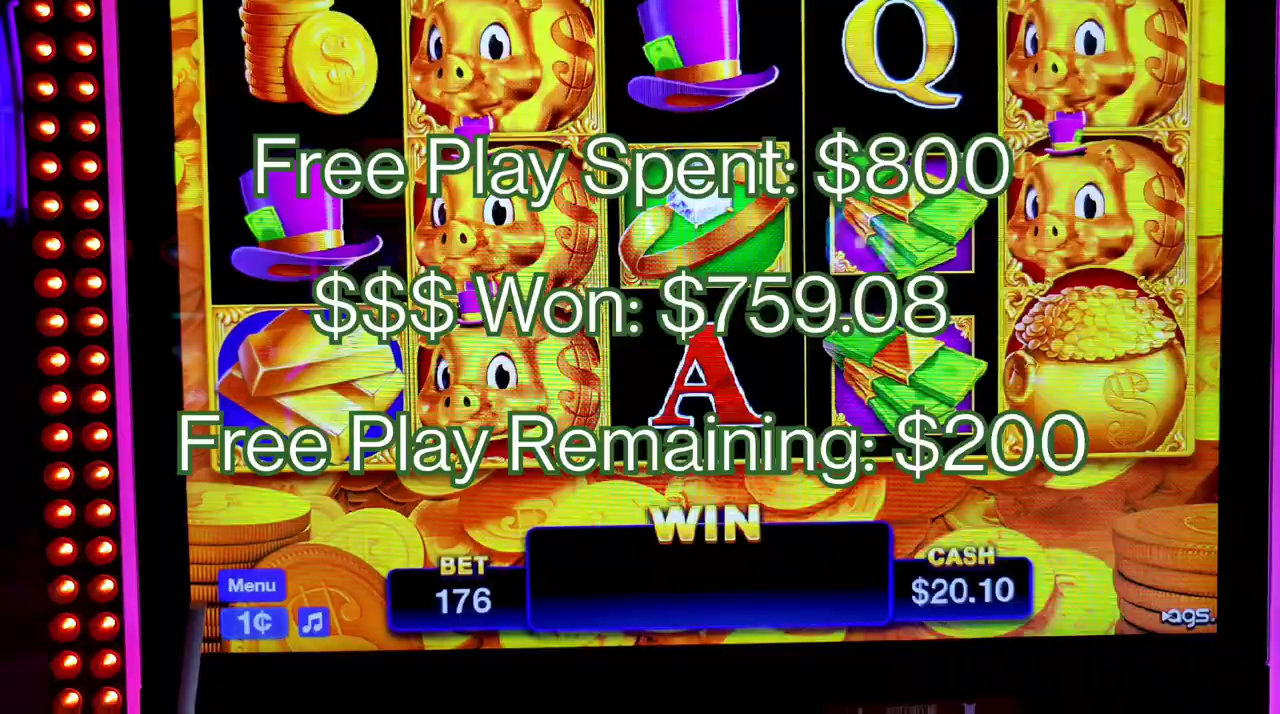 Q
Free Play Spent: $800
$$$ Won: $759.08
A
Free Play Remaining: $200
WIN
BET
176
CASH
$20.10
Menu
1¢
ags